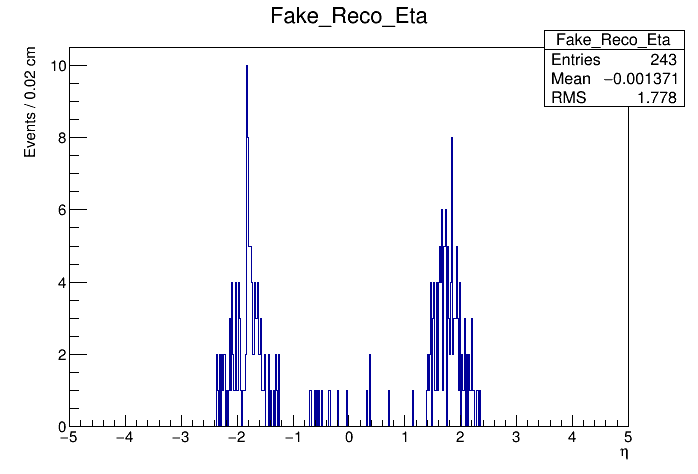 Fake_Reco_Eta
Fake_Reco_Eta
Entries 243
Mean −0.001371
RMS 1.778
Events / 0.02 cm
10
8
6
4
2
0
−5 −4 −3 −2 −1 0 1 2 3 4 5
η